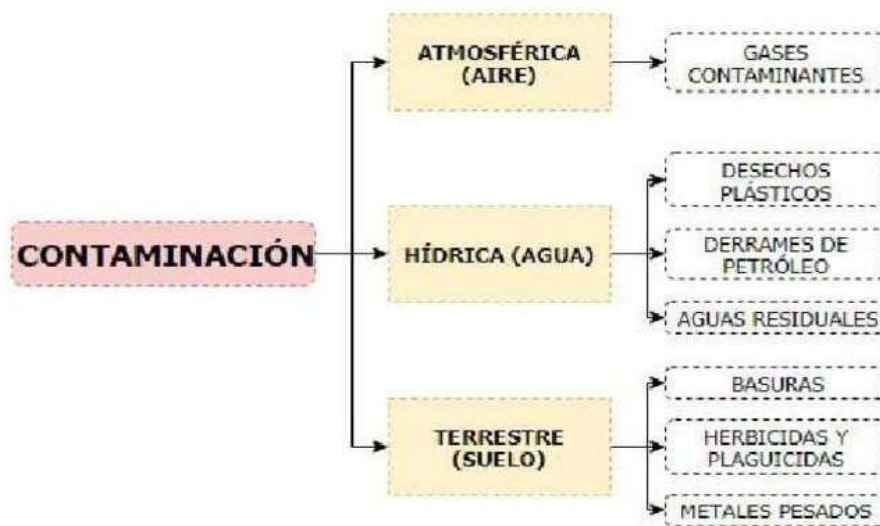 CONTAMINACIÓN
ATMOSFÉRICA
(AIRE)
GASES
CONTAMINANTES
HÍDRICA (AGUA)
DESECHOS
PLÁSTICOS
DERRAMES DE
PETRÓLEO
AGUAS RESIDUALES
TERRESTRE
(SUELO)
BASURAS
HERBICIDAS Y
PLAGUICIDAS
METALES PESADOS